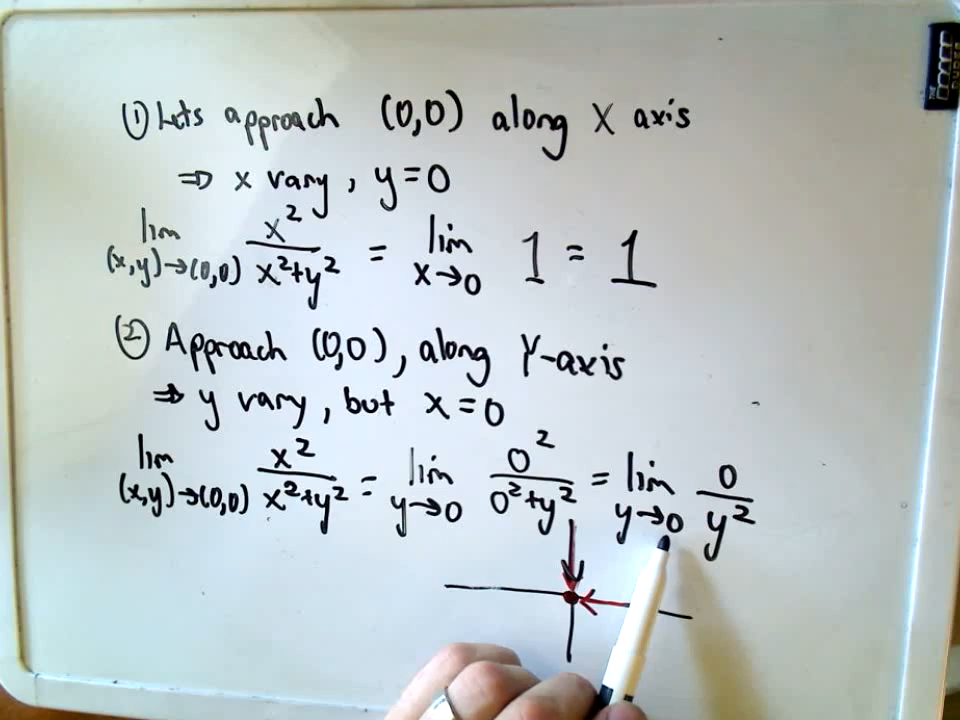 ① Lets approach (0,0) along X axis
⇒ x vary, y=0
lim (x,y)→(0,0) x²/(x²+y²) = lim x→0 1 = 1
② Approach (0,0), along Y-axis
⇒ y vary, but x=0
lim (x,y)→(0,0) x²/(x²+y²) = lim y→0 0²/(0²+y²) = lim y→0 0/y²
THE